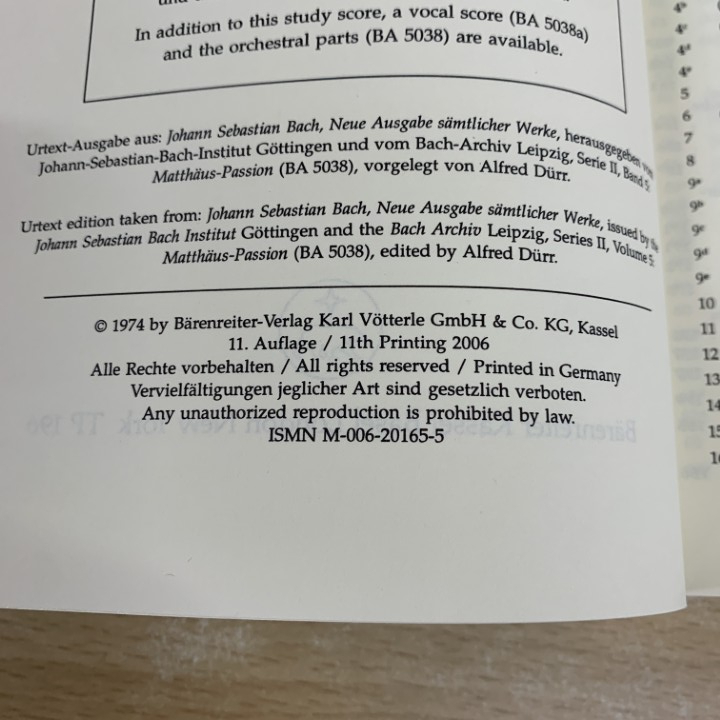 In addition to this study score, a vocal score (BA 5038a)
and the orchestral parts (BA 5038) are available.
Urtext-Ausgabe aus: Johann Sebastian Bach, Neue Ausgabe sämtlicher Werke, herausgegeben vom
Johann-Sebastian-Bach-Institut Göttingen und vom Bach-Archiv Leipzig, Serie II, Band 5:
Matthäus-Passion (BA 5038), vorgelegt von Alfred Dürr.
Urtext edition taken from: Johann Sebastian Bach, Neue Ausgabe sämtlicher Werke, issued by the
Johann Sebastian Bach Institut Göttingen and the Bach Archiv Leipzig, Series II, Volume 5:
Matthäus-Passion (BA 5038), edited by Alfred Dürr.
© 1974 by Bärenreiter-Verlag Karl Vötterle GmbH & Co. KG, Kassel
11. Auflage / 11th Printing 2006
Alle Rechte vorbehalten / All rights reserved / Printed in Germany
Vervielfältigungen jeglicher Art sind gesetzlich verboten.
Any unauthorized reproduction is prohibited by law.
ISMN M-006-20165-5
4d
5
6
7
8
9a
9b
9c
9d
9e
10
11
12
13
14
15